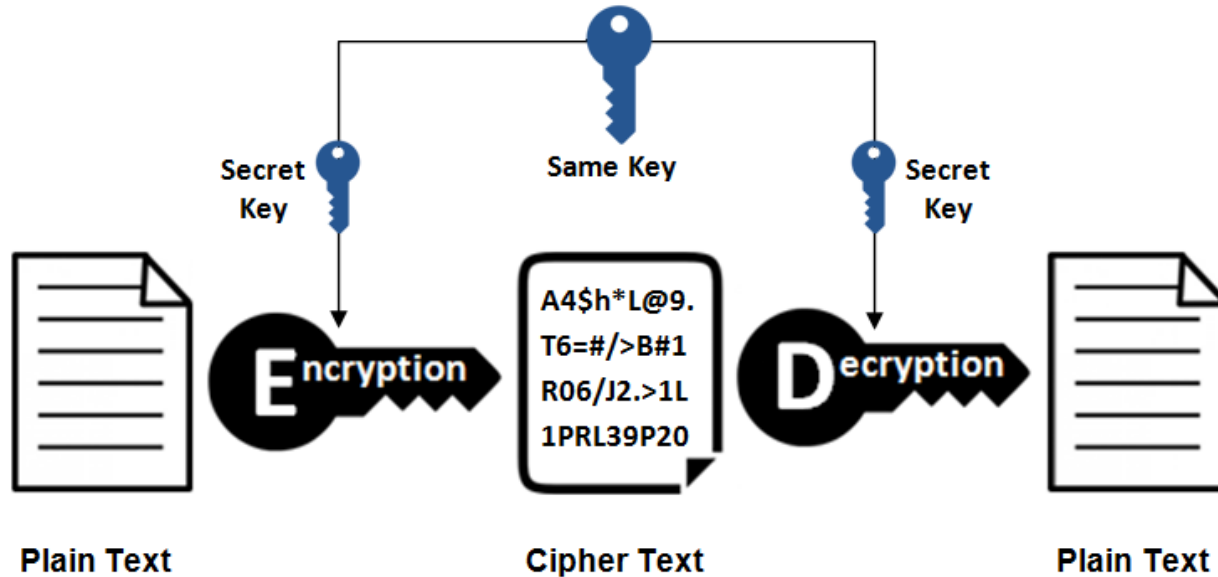 Same Key
Secret
Key
Secret
Key
Encryption
A4$h*L@9.
T6=#/>B#1
R06/J2.>1L
1PRL39P20
Decryption
Plain Text
Cipher Text
Plain Text